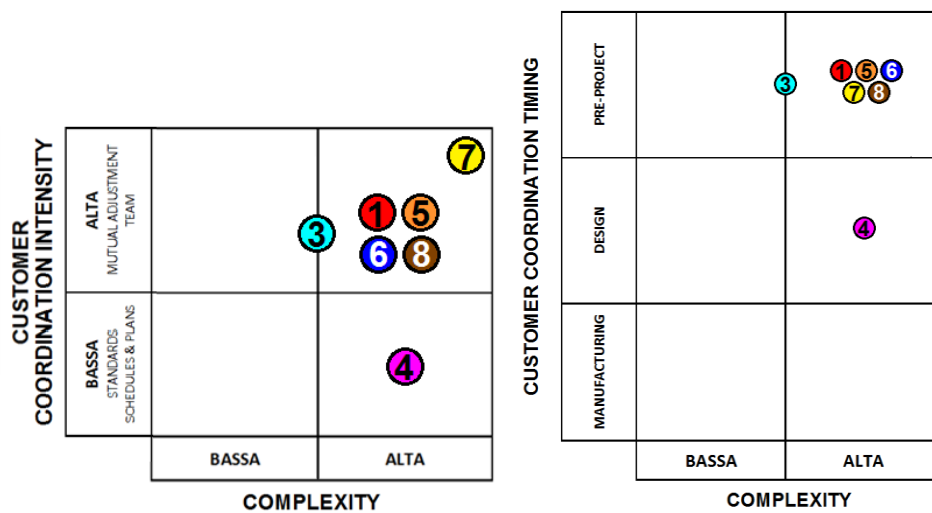 CUSTOMER
COORDINATION INTENSITY
ALTA
MUTUAL ADJUSTMENT
TEAM
BASSA
STANDARDS
SCHEDULES & PLANS
7
1
5
3
6
8
4
BASSA
ALTA
COMPLEXITY
CUSTOMER COORDINATION TIMING
PRE-PROJECT
DESIGN
MANUFACTURING
1
5
6
3
7
8
4
BASSA
ALTA
COMPLEXITY